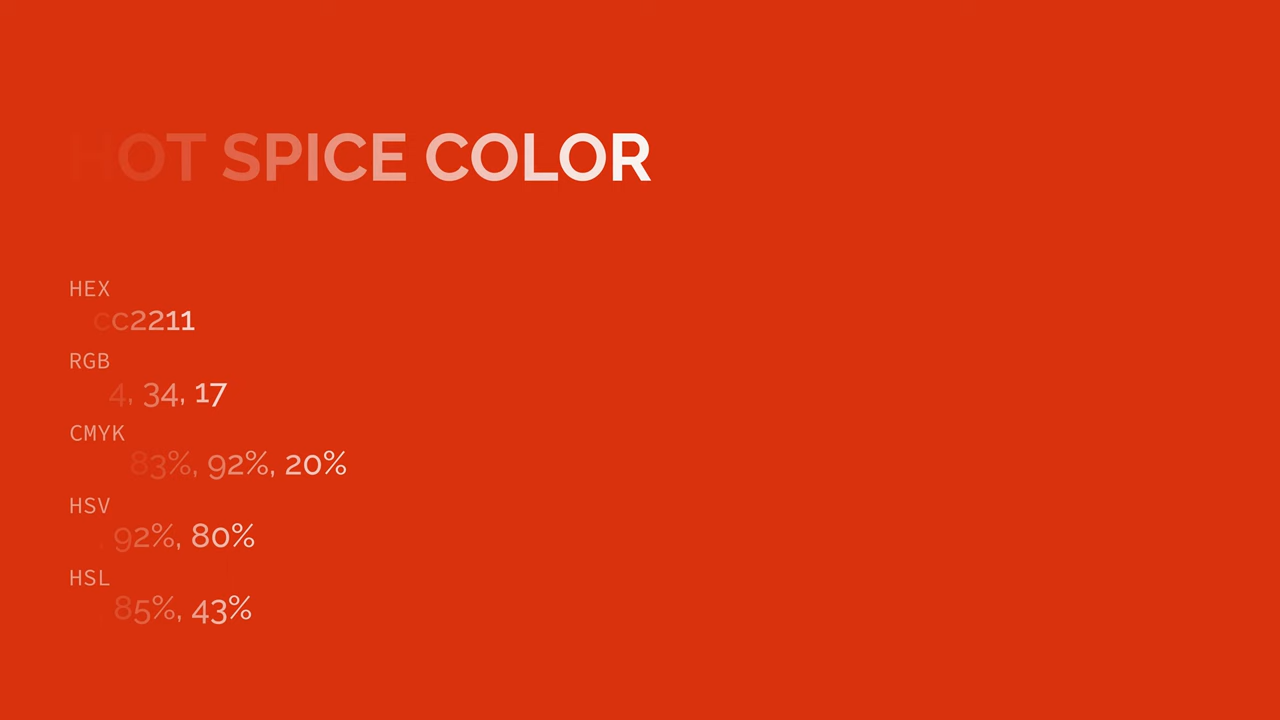 HOT SPICE COLOR
HEX
cc2211
RGB
4, 34, 17
CMYK
83%, 92%, 20%
HSV
92%, 80%
HSL
85%, 43%